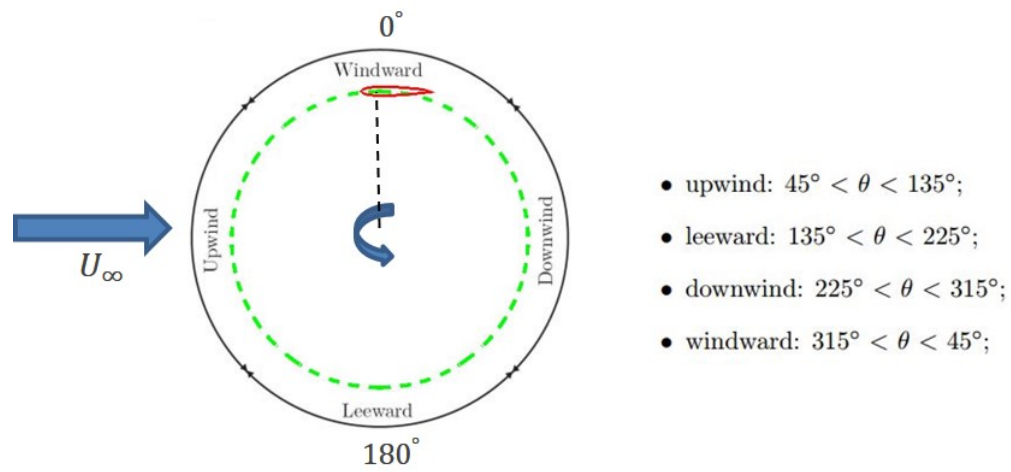 0°
Windward
Upwind
Downwind
U∞
Leeward
180°
• upwind: 45° < θ < 135°;
• leeward: 135° < θ < 225°;
• downwind: 225° < θ < 315°;
• windward: 315° < θ < 45°;